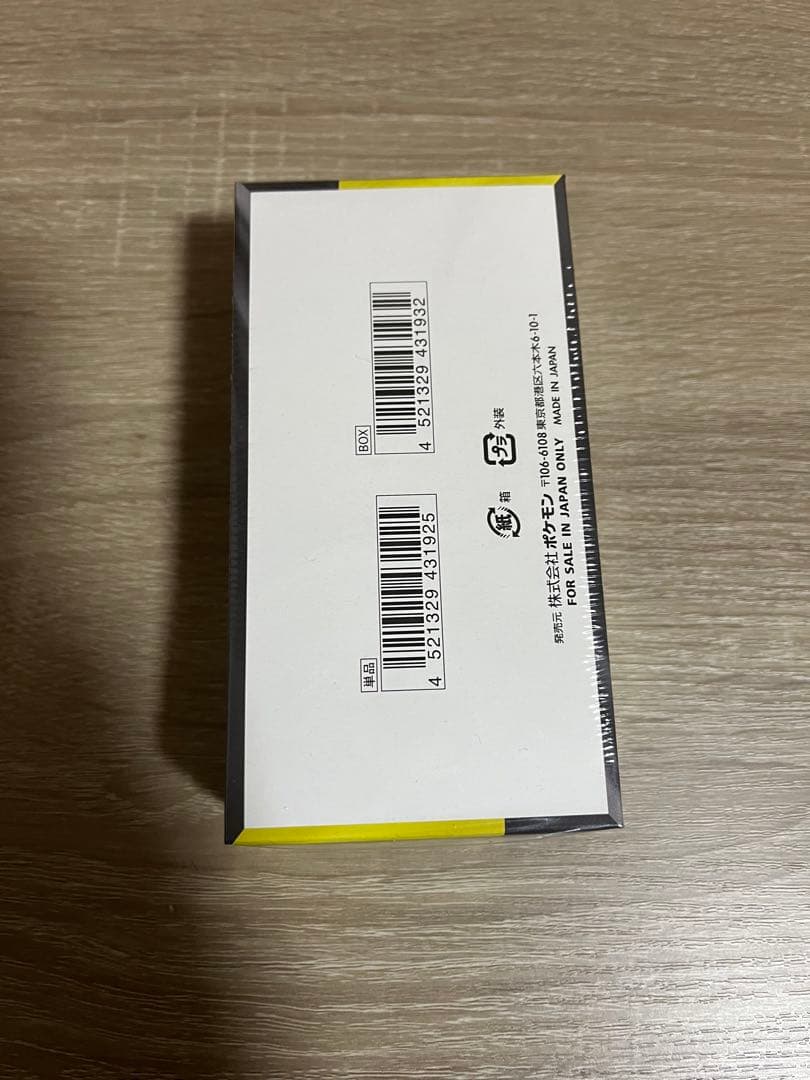 単品
4 521329 431925
BOX
4 521329 431932
紙 箱
プラ 外装
発売元 株式会社ポケモン 〒106-6108 東京都港区六本木6-10-1
FOR SALE IN JAPAN ONLY MADE IN JAPAN